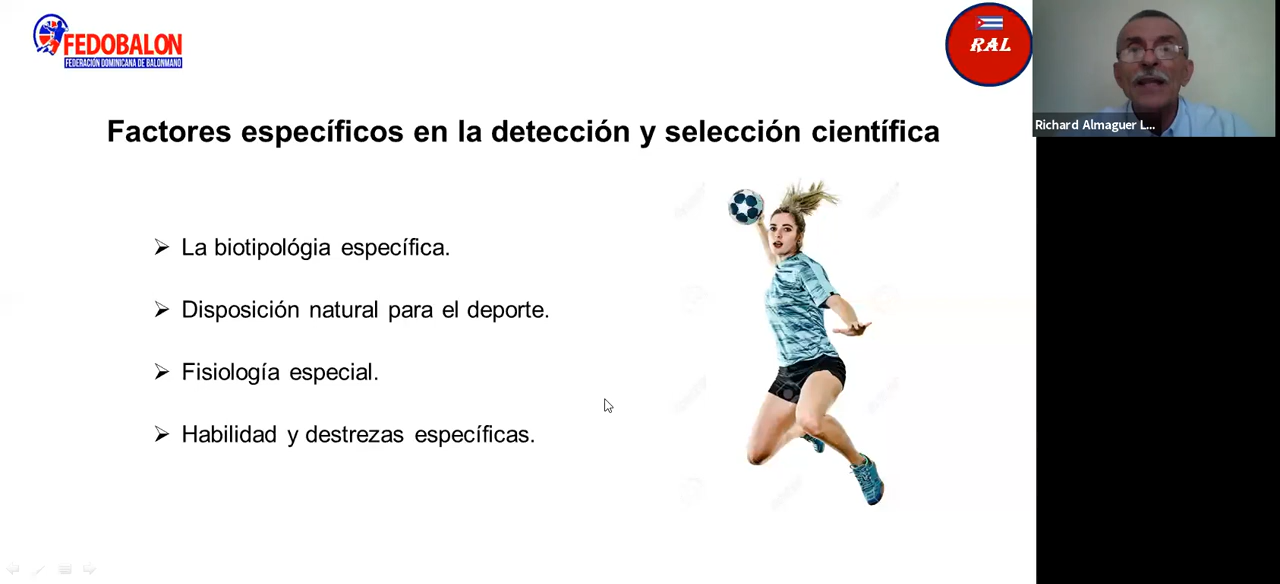 FEDOBALON
FEDERACIÓN DOMINICANA DE BALONMANO
RAL
Richard Almaguer L...
Factores específicos en la detección y selección científica
➢ La biotipológia específica.
➢ Disposición natural para el deporte.
➢ Fisiología especial.
➢ Habilidad y destrezas específicas.